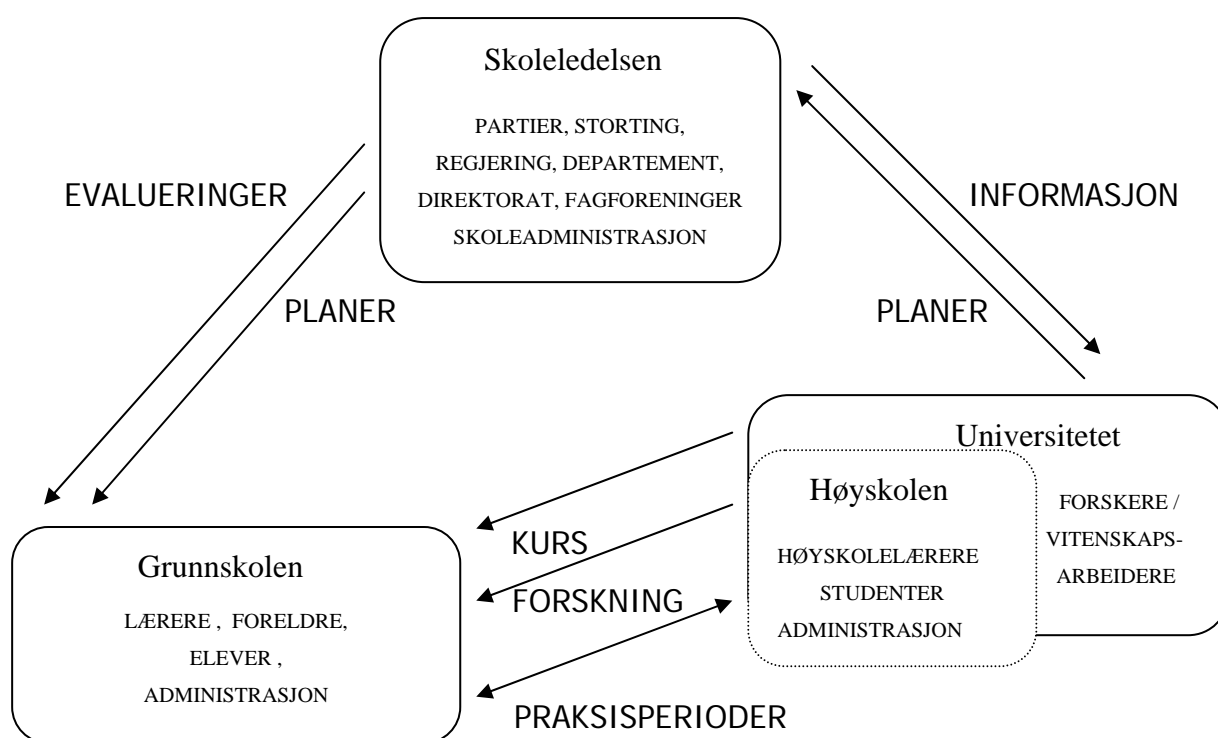 Skoleledelsen
PARTIER, STORTING,
REGJERING, DEPARTEMENT,
DIREKTORAT, FAGFORENINGER
SKOLEADMINISTRASJON
EVALUERINGER
INFORMASJON
PLANER
PLANER
Universitetet
Høyskolen
FORSKERE /
VITENSKAPS-
ARBEIDERE
HØYSKOLELÆRERE
STUDENTER
ADMINISTRASJON
KURS
FORSKNING
PRAKSISPERIODER
Grunnskolen
LÆRERE , FORELDRE,
ELEVER ,
ADMINISTRASJON